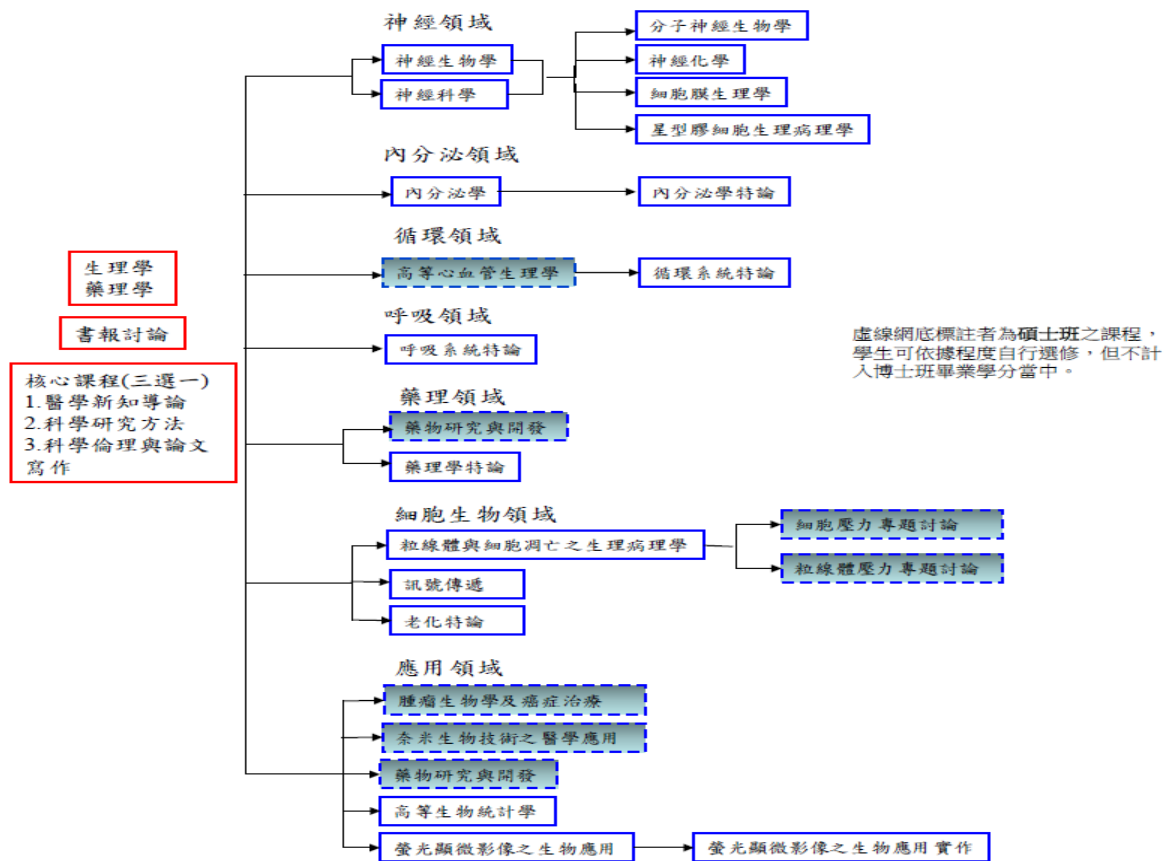 生理學
藥理學
書報討論
核心課程(三選一)
1.醫學新知導論
2.科學研究方法
3.科學倫理與論文
寫作
神經領域
神經生物學
神經科學
分子神經生物學
神經化學
細胞膜生理學
星型膠細胞生理病理學
內分泌領域
內分泌學
內分泌學特論
循環領域
高等心血管生理學
循環系統特論
呼吸領域
呼吸系統特論
藥理領域
藥物研究與開發
藥理學特論
細胞生物領域
粒線體與細胞凋亡之生理病理學
細胞壓力專題討論
粒線體壓力專題討論
訊號傳遞
老化特論
應用領域
腫瘤生物學及癌症治療
奈米生物技術之醫學應用
藥物研究與開發
高等生物統計學
螢光顯微影像之生物應用
螢光顯微影像之生物應用實作
虛線網底標註者為碩士班之課程，
學生可依據程度自行選修，但不計
入博士班畢業學分當中。